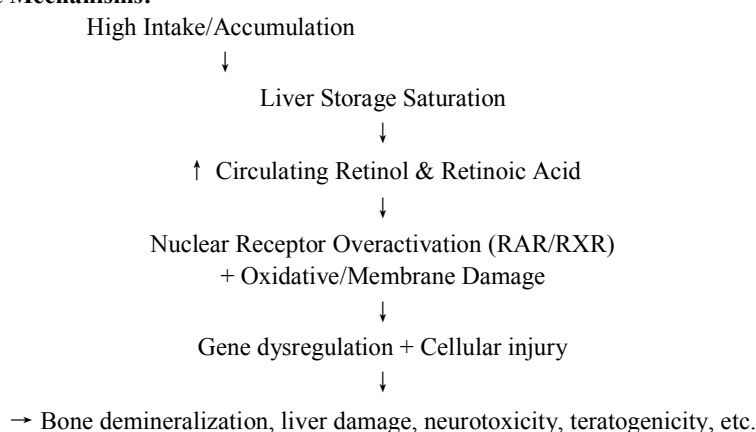 Mechanisms:
High Intake/Accumulation
↓
Liver Storage Saturation
↓
↑ Circulating Retinol & Retinoic Acid
↓
Nuclear Receptor Overactivation (RAR/RXR)
+ Oxidative/Membrane Damage
↓
Gene dysregulation + Cellular injury
↓
→ Bone demineralization, liver damage, neurotoxicity, teratogenicity, etc.